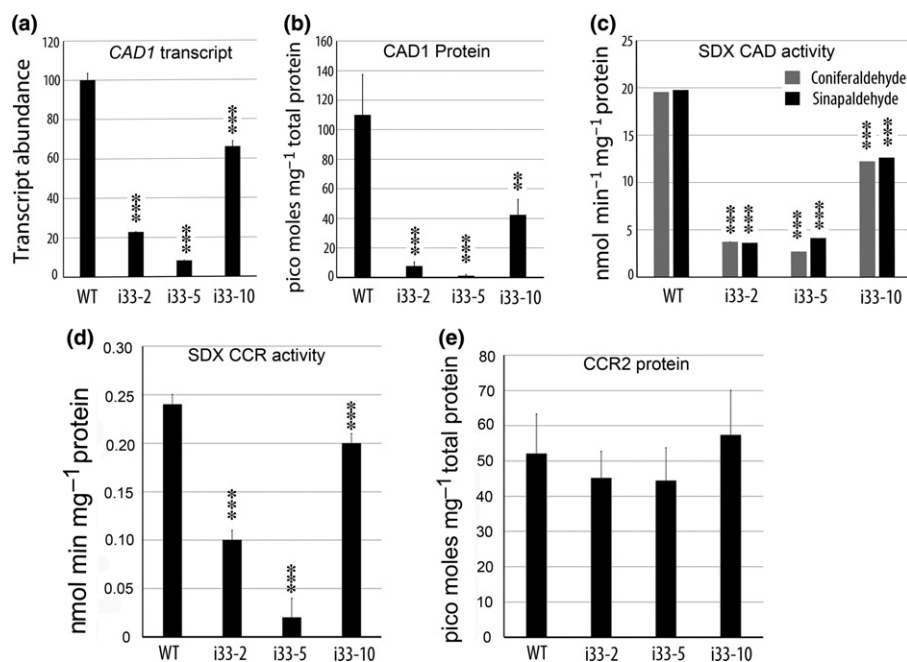 (a)
CAD1 transcript
Transcript abundance
120
100
80
60
40
20
0
***
***
***
WT i33-2 i33-5 i33-10
(b)
CAD1 Protein
pico moles mg⁻¹ total protein
160
140
120
100
80
60
40
20
0
***
***
**
WT i33-2 i33-5 i33-10
(c)
SDX CAD activity
Coniferaldehyde
Sinapaldehyde
nmol min⁻¹ mg⁻¹ protein
25
20
15
10
5
0
*** ***
*** ***
*** ***
WT i33-2 i33-5 i33-10
(d)
SDX CCR activity
nmol min mg⁻¹ protein
0.30
0.25
0.20
0.15
0.10
0.05
0
***
***
***
WT i33-2 i33-5 i33-10
(e)
CCR2 protein
pico moles mg⁻¹ total protein
80
70
60
50
40
30
20
10
0
WT i33-2 i33-5 i33-10